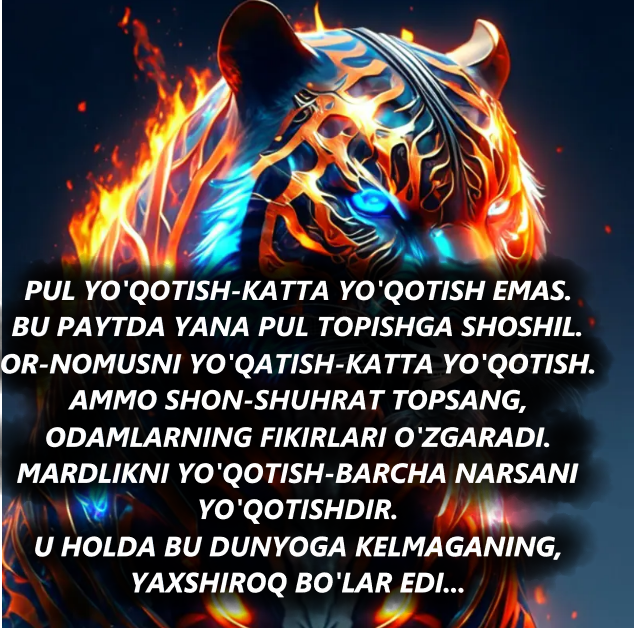 PUL YO'QOTISH-KATTA YO'QOTISH EMAS.
BU PAYTDA YANA PUL TOPISHGA SHOSHIL.
OR-NOMUSNI YO'QATISH-KATTA YO'QOTISH.
AMMO SHON-SHUHRAT TOPSANG,
ODAMLARNING FIKIRLARI O'ZGARADI.
MARDLIKNI YO'QOTISH-BARCHA NARSANI
YO'QOTISHDIR.
U HOLDA BU DUNYOGA KELMAGANING,
YAXSHIROQ BO'LAR EDI...